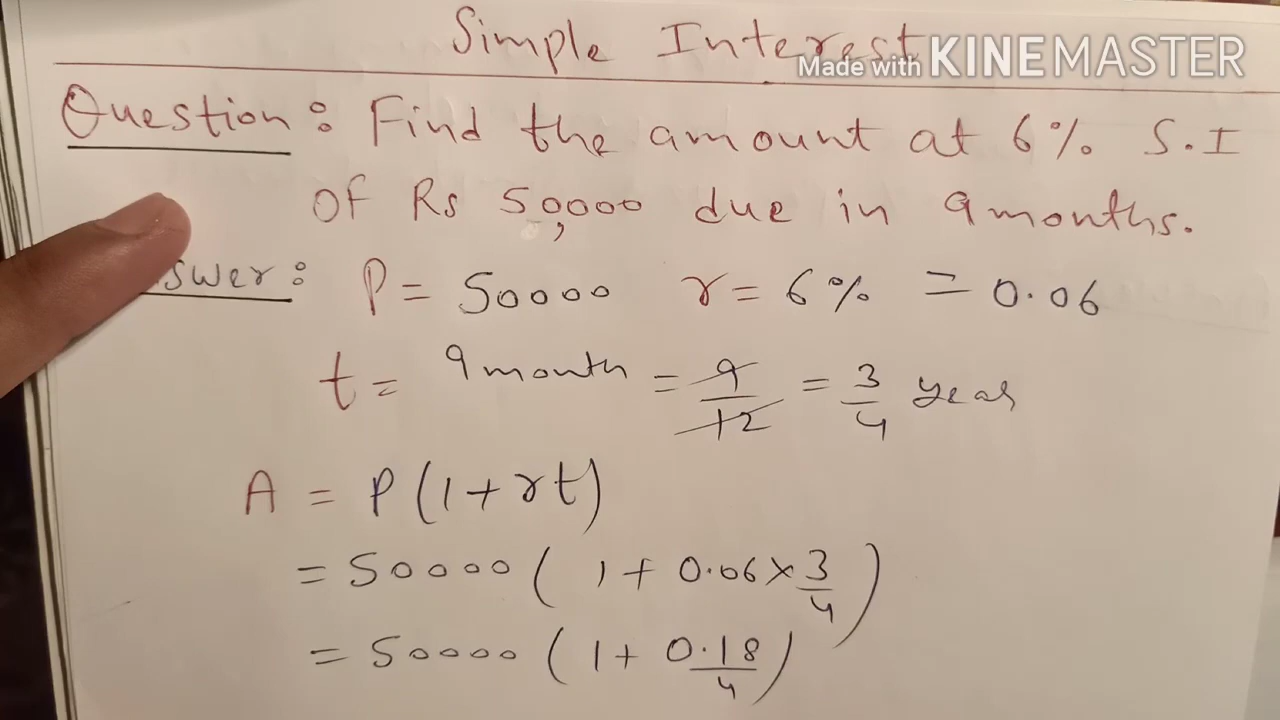 Simple Interest
Made with KINEMASTER
Question: Find the amount at 6% S.I
of Rs 50,000 due in 9 months.
swer: P = 50000 r = 6% = 0.06
t = 9 month = 9/12 = 3/4 year
A = P(1+rt)
= 50000 (1 + 0.06 × 3/4)
= 50000 (1 + 0.18/4)